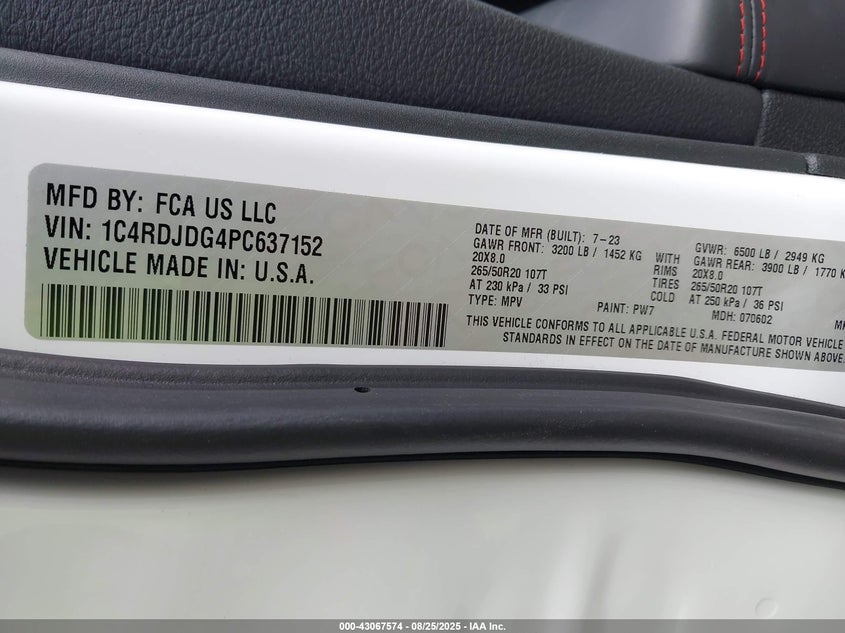 MFD BY: FCA US LLC
VIN: 1C4RDJDG4PC637152
VEHICLE MADE IN: U.S.A.
DATE OF MFR (BUILT): 7-23 GVWR: 6500 LB / 2949 KG
GAWR FRONT: 3200 LB / 1452 KG WITH GAWR REAR: 3900 LB / 1770 K
20X8.0 RIMS 20X8.0
265/50R20 107T TIRES 265/50R20 107T
AT 230 kPa / 33 PSI COLD AT 250 kPa / 36 PSI
TYPE: MPV PAINT: PW7 MDH: 070602
THIS VEHICLE CONFORMS TO ALL APPLICABLE U.S.A. FEDERAL MOTOR VEHICLE
STANDARDS IN EFFECT ON THE DATE OF MANUFACTURE SHOWN ABOVE.
000-43067574 - 08/25/2025 - IAA Inc.